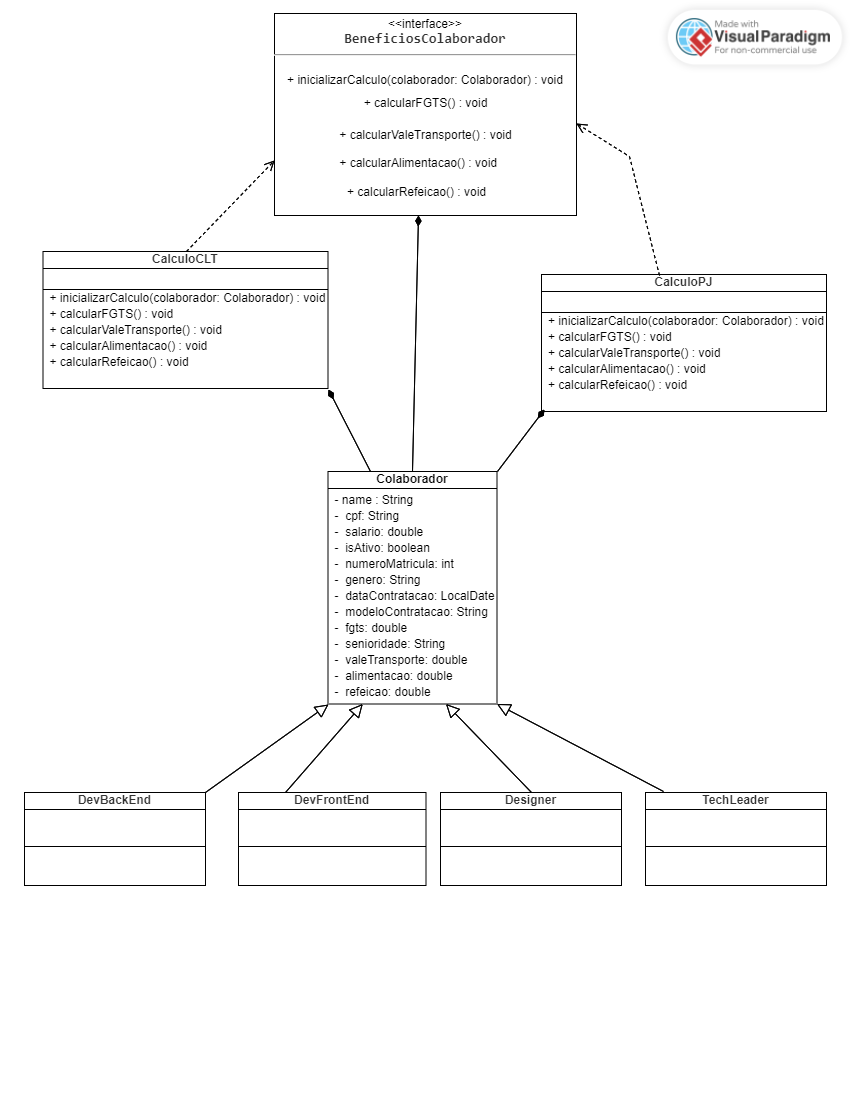 Made with
Visual Paradigm
For non-commercial use
<<interface>>
BeneficiosColaborador
+ inicializarCalculo(colaborador: Colaborador) : void
+ calcularFGTS() : void
+ calcularValeTransporte() : void
+ calcularAlimentacao() : void
+ calcularRefeicao() : void
CalculoCLT
+ inicializarCalculo(colaborador: Colaborador) : void
+ calcularFGTS() : void
+ calcularValeTransporte() : void
+ calcularAlimentacao() : void
+ calcularRefeicao() : void
CalculoPJ
+ inicializarCalculo(colaborador: Colaborador) : void
+ calcularFGTS() : void
+ calcularValeTransporte() : void
+ calcularAlimentacao() : void
+ calcularRefeicao() : void
Colaborador
- name : String
- cpf: String
- salario: double
- isAtivo: boolean
- numeroMatricula: int
- genero: String
- dataContratacao: LocalDate
- modeloContratacao: String
- fgts: double
- senioridade: String
- valeTransporte: double
- alimentacao: double
- refeicao: double
DevBackEnd
DevFrontEnd
Designer
TechLeader